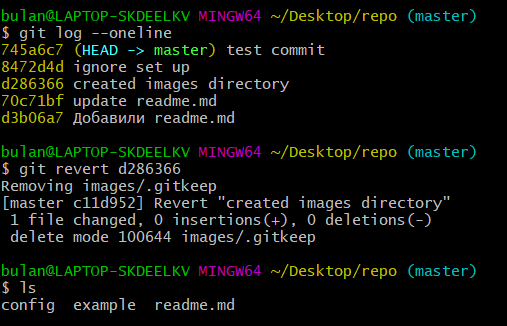 bulan@LAPTOP-SKDEELKV MINGW64 ~/Desktop/repo (master)
$ git log --oneline
745a6c7 (HEAD -> master) test commit
8472d4d ignore set up
d286366 created images directory
70c71bf update readme.md
d3b06a7 Добавили readme.md
bulan@LAPTOP-SKDEELKV MINGW64 ~/Desktop/repo (master)
$ git revert d286366
Removing images/.gitkeep
[master c11d952] Revert "created images directory"
 1 file changed, 0 insertions(+), 0 deletions(-)
 delete mode 100644 images/.gitkeep
bulan@LAPTOP-SKDEELKV MINGW64 ~/Desktop/repo (master)
$ ls
config  example  readme.md